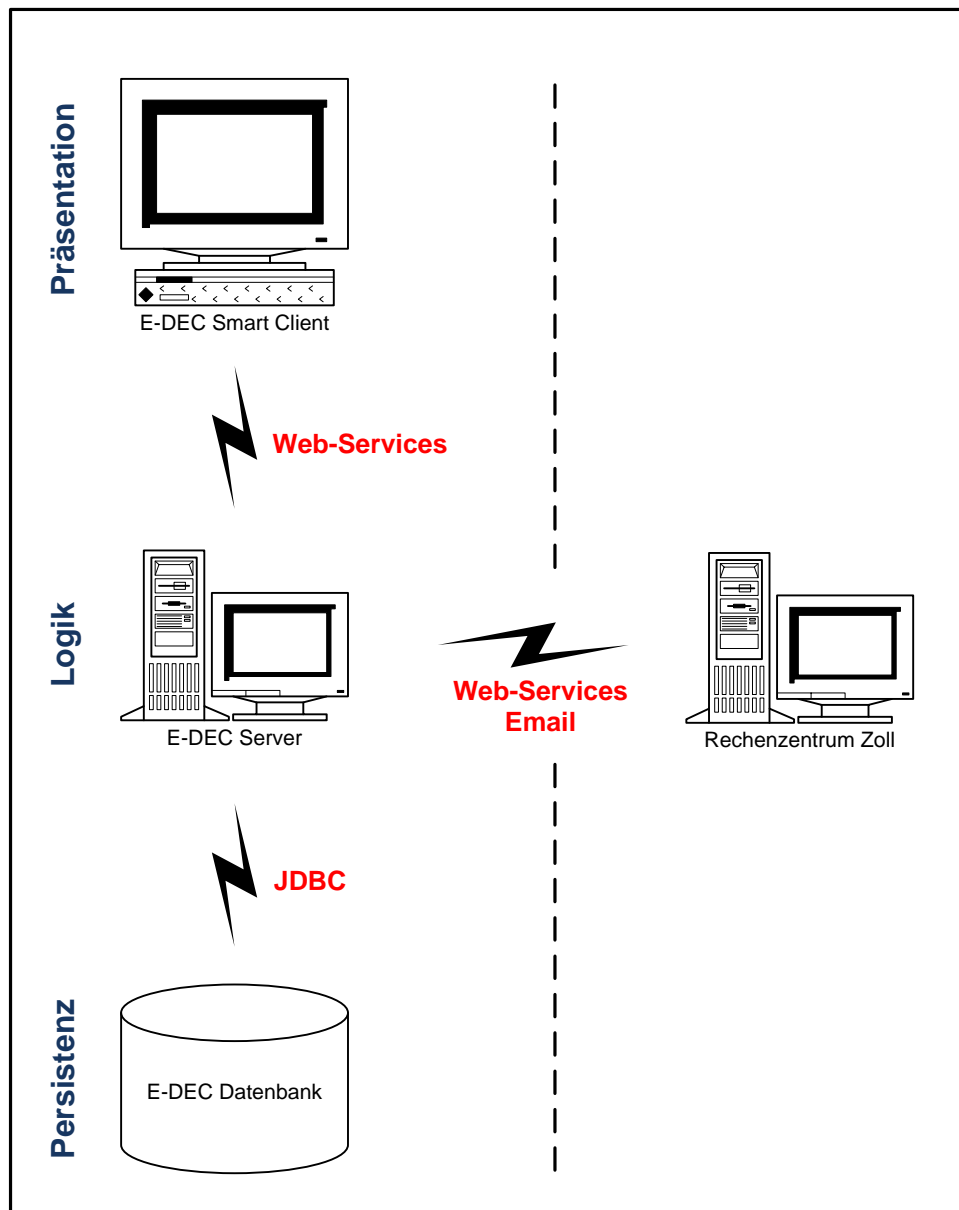 Präsentation
E-DEC Smart Client
Web-Services
Logik
E-DEC Server
Web-Services
Email
Rechenzentrum Zoll
JDBC
Persistenz
E-DEC Datenbank